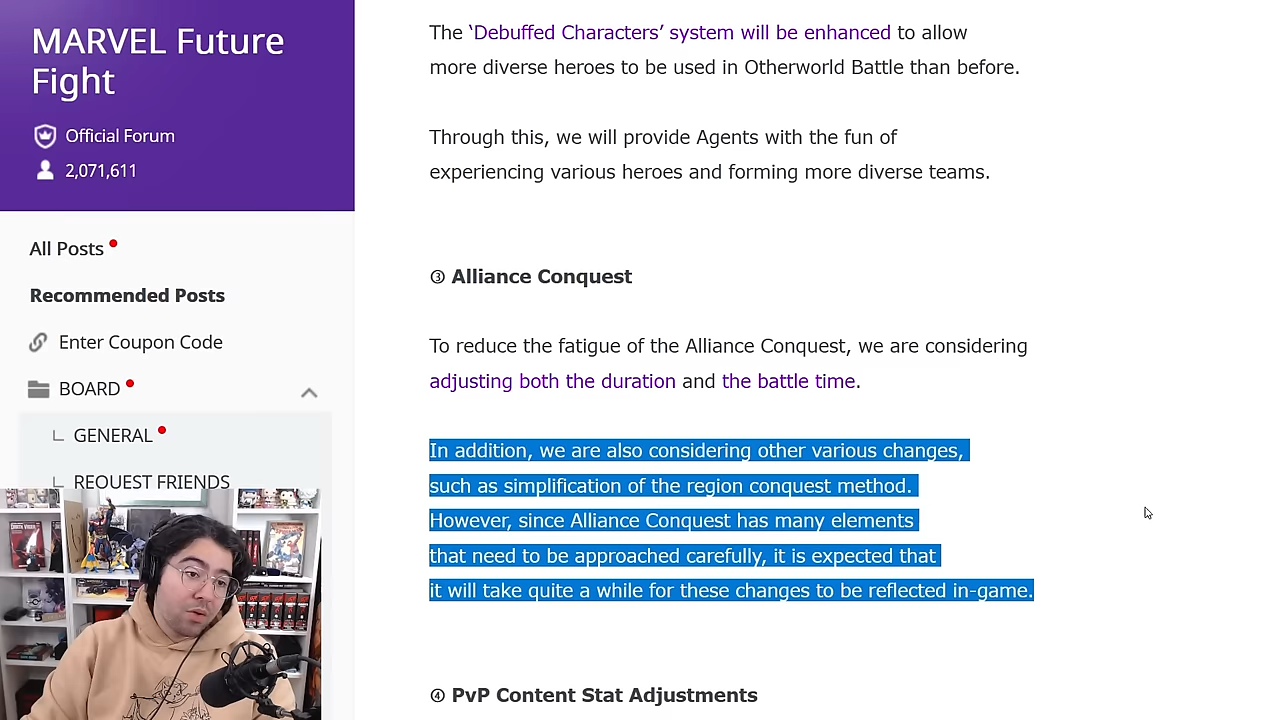 MARVEL Future
Fight
Official Forum
2,071,611
All Posts
Recommended Posts
Enter Coupon Code
BOARD
GENERAL
REQUEST FRIENDS
The ‘Debuffed Characters’ system will be enhanced to allow
more diverse heroes to be used in Otherworld Battle than before.
Through this, we will provide Agents with the fun of
experiencing various heroes and forming more diverse teams.
③ Alliance Conquest
To reduce the fatigue of the Alliance Conquest, we are considering
adjusting both the duration and the battle time.
In addition, we are also considering other various changes,
such as simplification of the region conquest method.
However, since Alliance Conquest has many elements
that need to be approached carefully, it is expected that
it will take quite a while for these changes to be reflected in-game.
④ PvP Content Stat Adjustments